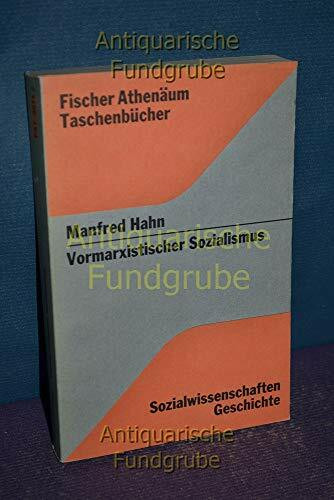 Antiquarische
Fundgrube
Fischer Athenäum
Taschenbücher
Manfred Hahn
Vormarxistischer Sozialismus
Antiquarische
Fundgrube
Sozialwissenschaften
Geschichte
Antiquarische
Fundgrube